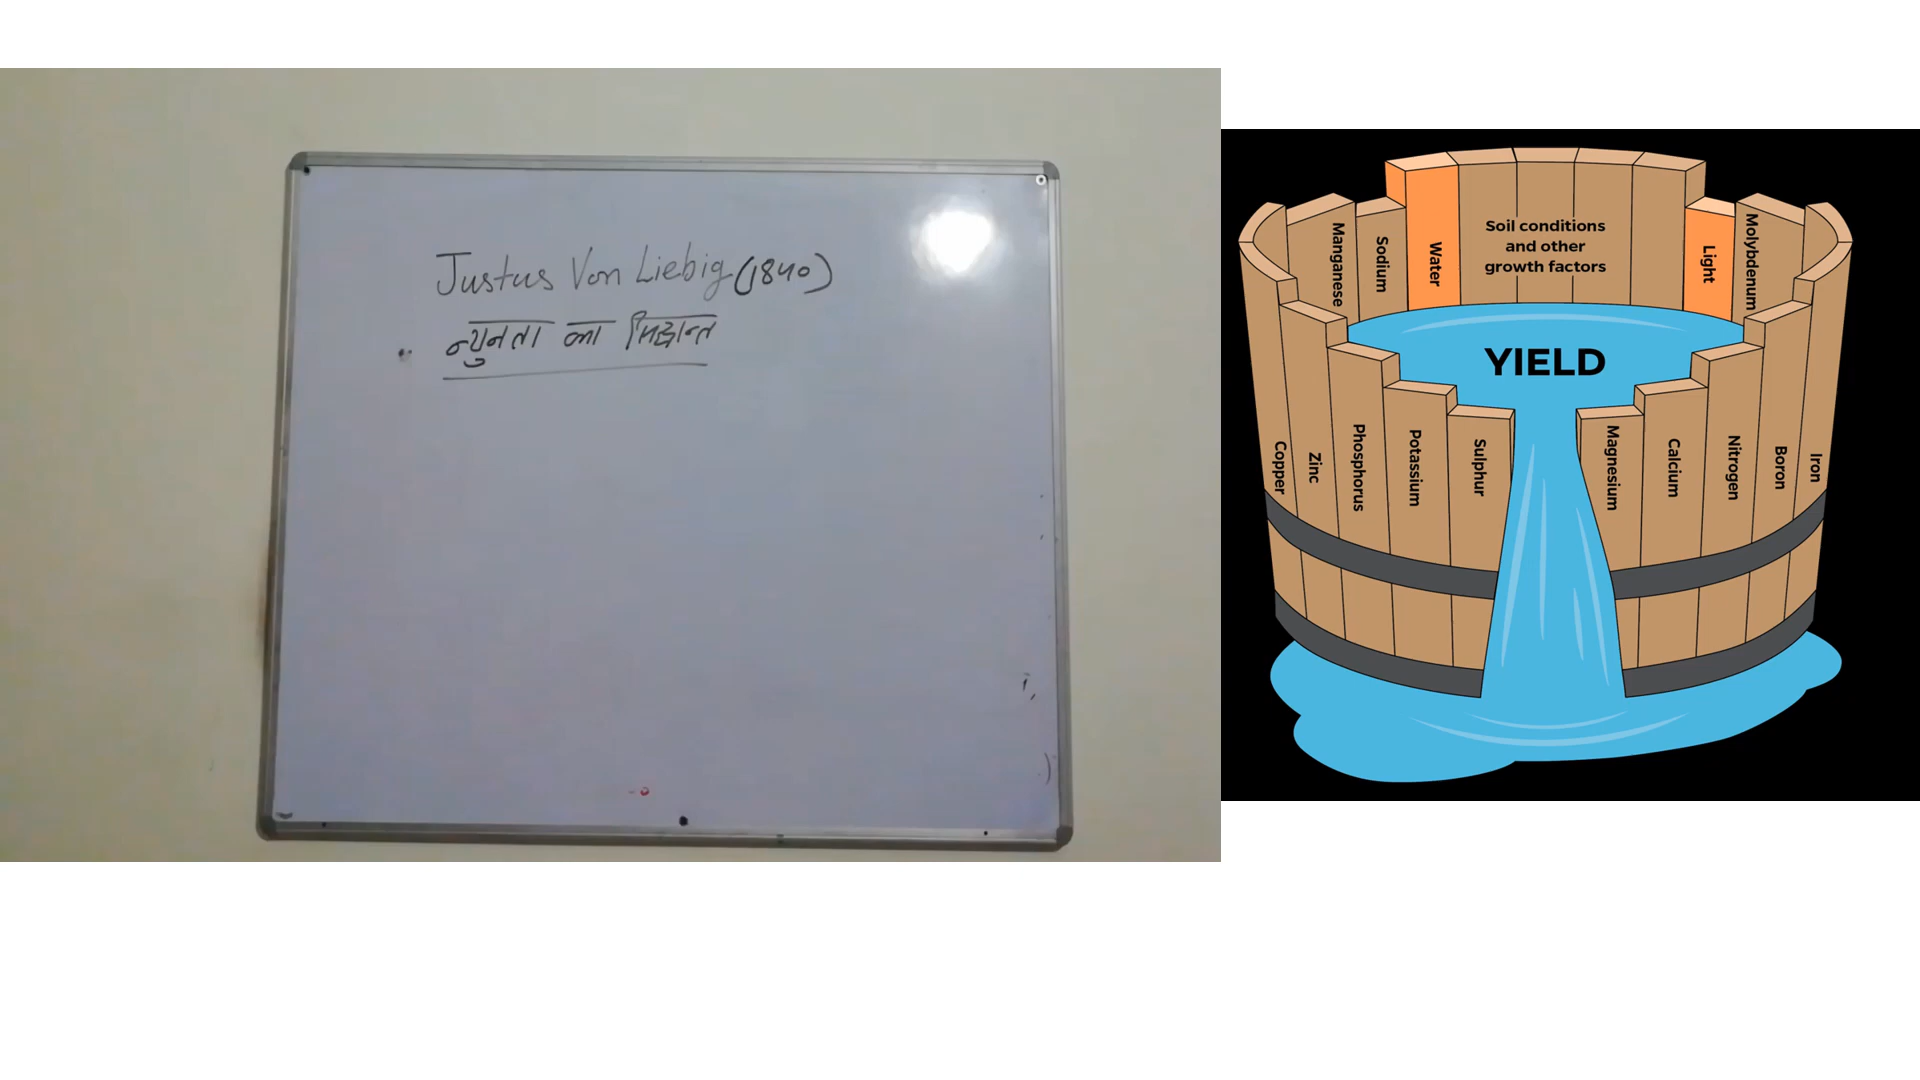 Justus Von Liebig (1840)
न्युनता का सिद्धान्त
Manganese
Sodium
Water
Soil conditions
and other
growth factors
Light
Molybdenum
YIELD
Copper
Zinc
Phosphorus
Potassium
Sulphur
Magnesium
Calcium
Nitrogen
Boron
Iron